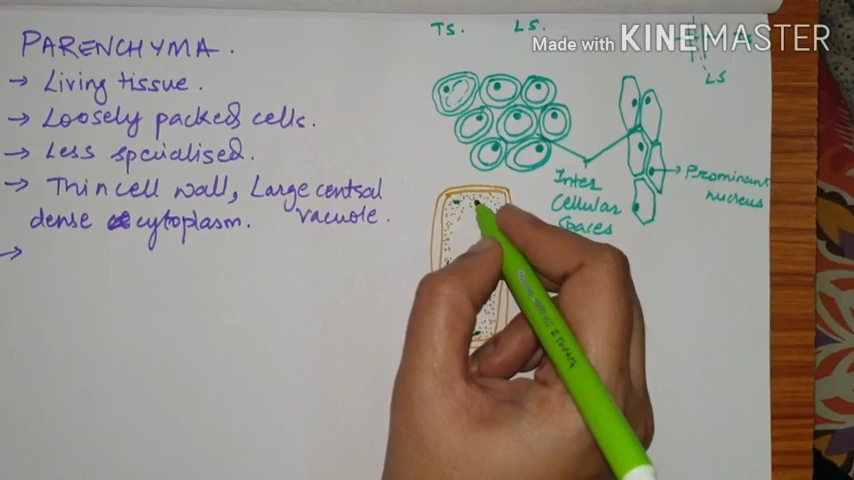 PARENCHYMA.
→ Living tissue.
→ Loosely packed cells.
→ Less specialised.
→ Thin cell wall, Large central
dense cytoplasm. vacuole.
→
TS. LS.
Made with KINEMASTER
LS
Inter
Cellular
Spaces
→ Prominant
nucleus